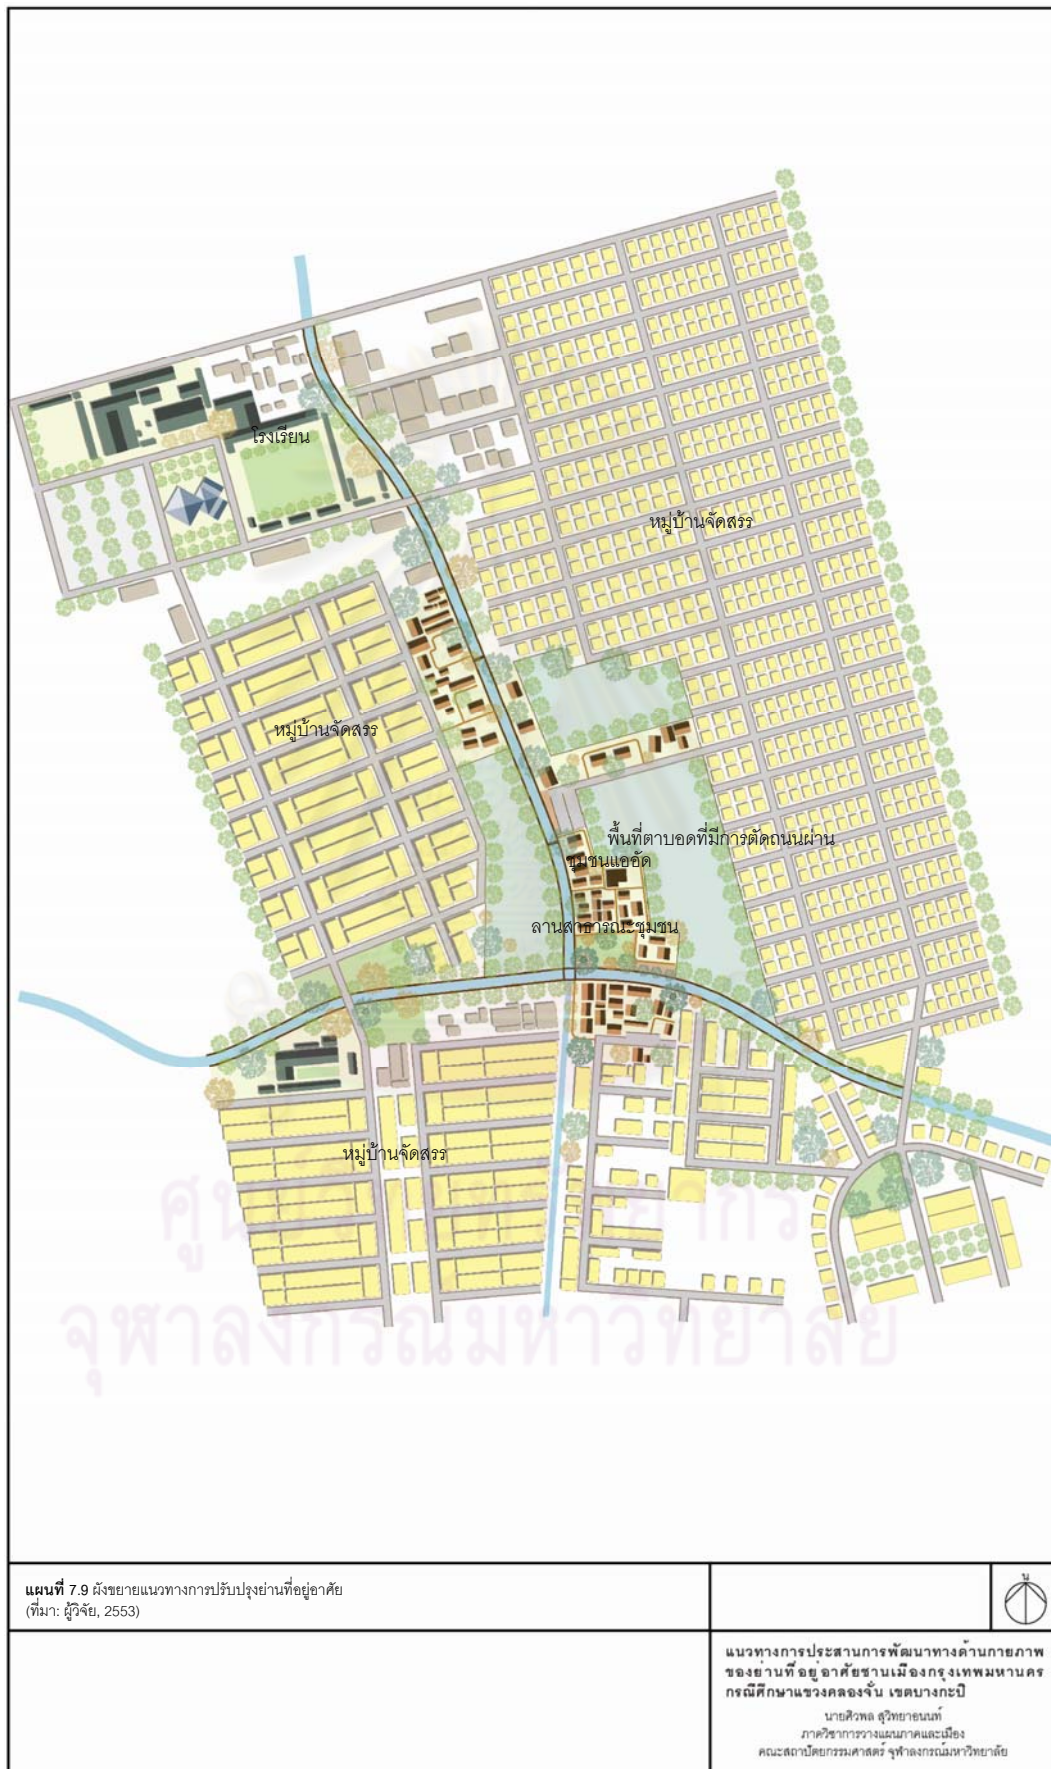 โรงเรียน
หมู่บ้านจัดสรร
หมู่บ้านจัดสรร
พื้นที่ตาบอดที่มีการตัดถนนผ่าน
ชุมชนแออัด
ลานสาธารณะชุมชน
หมู่บ้านจัดสรร
ศูนย์วิทยทรัพยากร
จุฬาลงกรณ์มหาวิทยาลัย
แผนที่ 7.9 ผังขยายแนวทางการปรับปรุงย่านที่อยู่อาศัย
(ที่มา: ผู้วิจัย, 2553)
น
แนวทางการประสานการพัฒนาทางด้านกายภาพ
ของย่านที่อยู่อาศัยชานเมืองกรุงเทพมหานคร
กรณีศึกษาแขวงคลองจั่น เขตบางกะปิ
นายศิวพล สุวิทยาอนนท์
ภาควิชาการวางแผนภาคและเมือง
คณะสถาปัตยกรรมศาสตร์ จุฬาลงกรณ์มหาวิทยาลัย